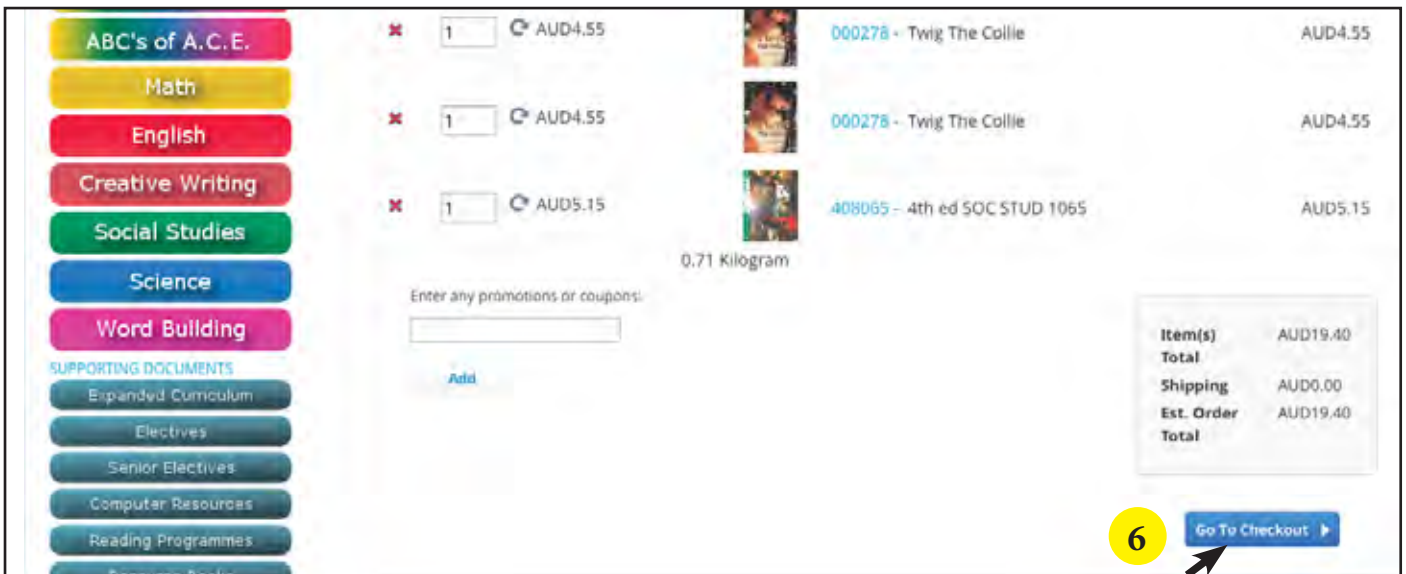 ABC's of A.C.E.
Math
English
Creative Writing
Social Studies
Science
Word Building
SUPPORTING DOCUMENTS
Expanded Curriculum
Electives
Senior Electives
Computer Resources
Reading Programmes
1 AUD4.55 000278 - Twig The Collie AUD4.55
1 AUD4.55 000278 - Twig The Collie AUD4.55
1 AUD5.15 408065 - 4th ed SOC STUD 1065 AUD5.15
0.71 Kilogram
Enter any promotions or coupons:
Add
Item(s) AUD19.40
Total
Shipping AUD0.00
Est. Order AUD19.40
Total
6 Go To Checkout